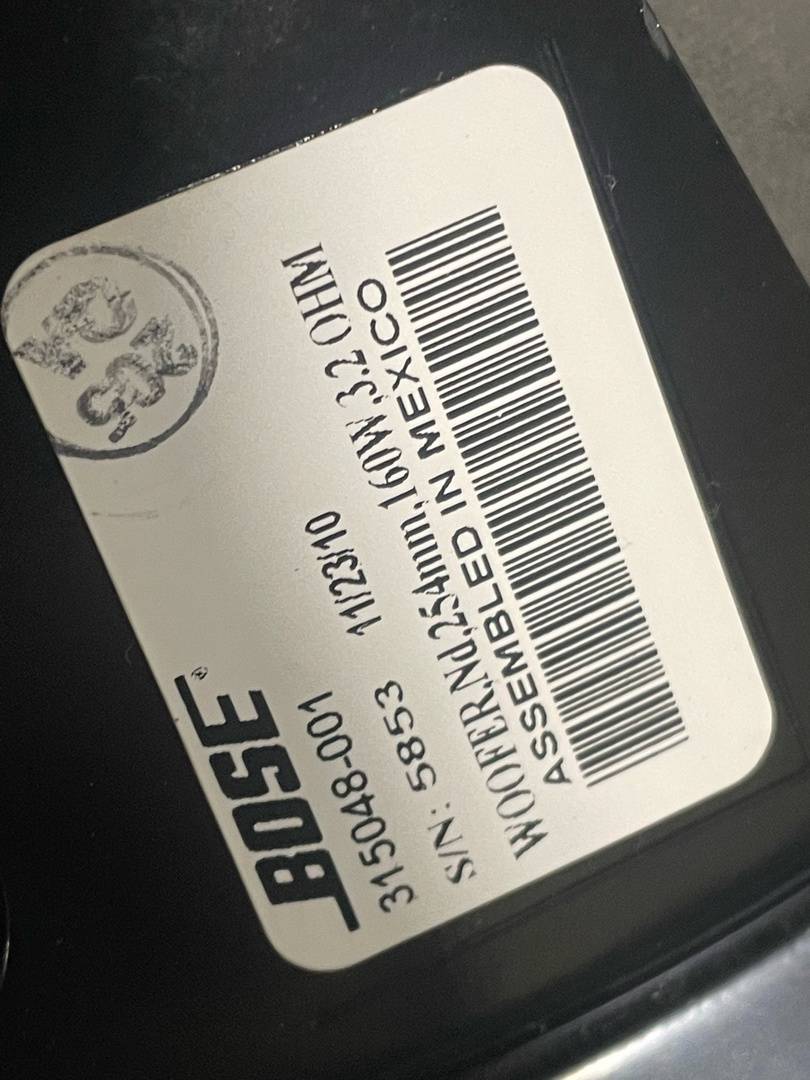 BOSE®
315048-001 11/23/10
S/N: 5853
WOOFER,Nd,254mm,160W,3.2 OHM
ASSEMBLED IN MEXICO